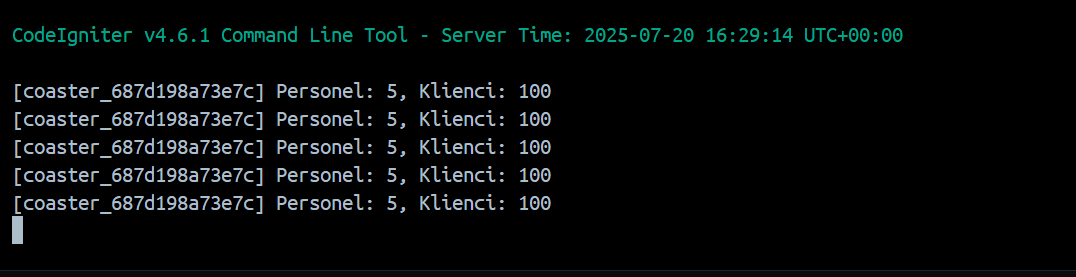 CodeIgniter v4.6.1 Command Line Tool - Server Time: 2025-07-20 16:29:14 UTC+00:00
[coaster_687d198a73e7c] Personel: 5, Klienci: 100
[coaster_687d198a73e7c] Personel: 5, Klienci: 100
[coaster_687d198a73e7c] Personel: 5, Klienci: 100
[coaster_687d198a73e7c] Personel: 5, Klienci: 100
[coaster_687d198a73e7c] Personel: 5, Klienci: 100